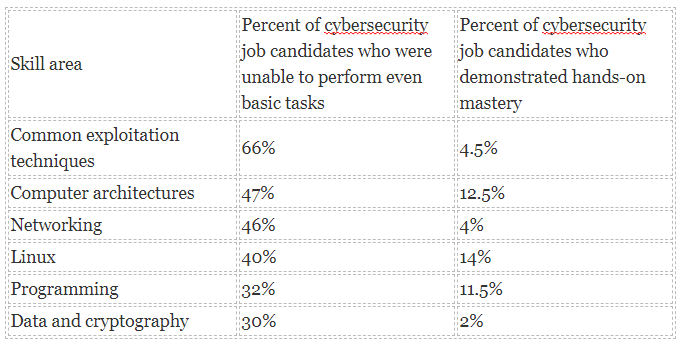 Skill area
Percent of cybersecurity
job candidates who were
unable to perform even
basic tasks
Percent of cybersecurity
job candidates who
demonstrated hands-on
mastery
Common exploitation
techniques
66%
4.5%
Computer architectures
47%
12.5%
Networking
46%
4%
Linux
40%
14%
Programming
32%
11.5%
Data and cryptography
30%
2%